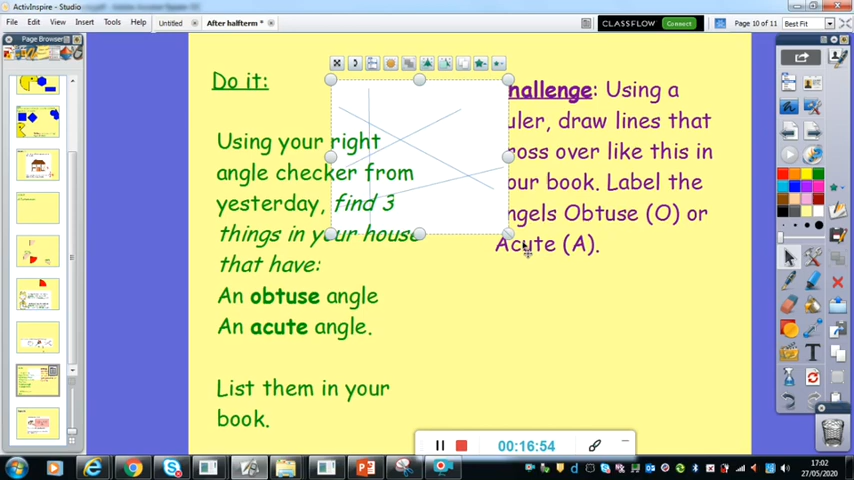 ActivInspire - Studio
File Edit View Insert Tools Help
Untitled
After halfterm *
CLASSFLOW Connect
Page 10 of 11
Best Fit
Page Browser
Do it:
Using your right
angle checker from
yesterday, find 3
things in your house
that have:
An obtuse angle
An acute angle.
List them in your
book.
hallenge: Using a
uler, draw lines that
ross over like this in
our book. Label the
ngels Obtuse (O) or
Acute (A).
00:16:54
17:02
27/05/2020